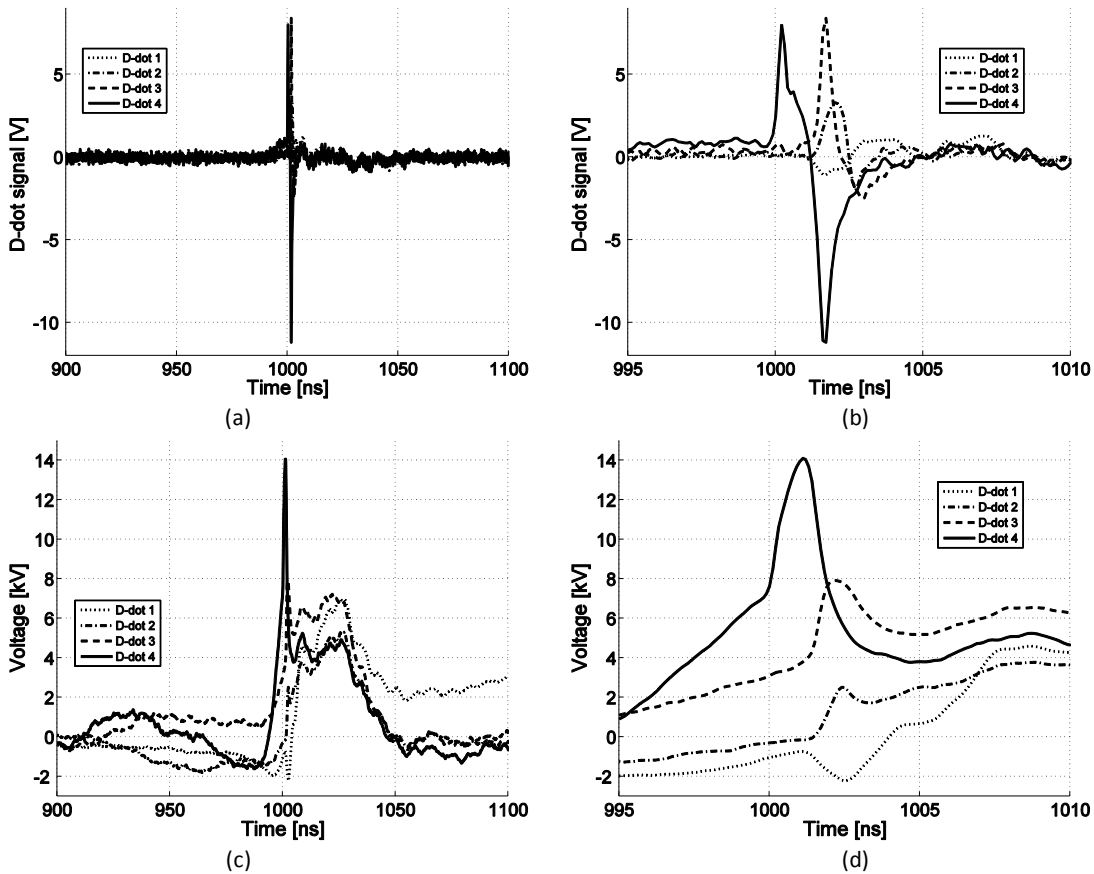 D-dot 1
D-dot 2
D-dot 3
D-dot 4
5
0
-5
-10
D-dot signal [V]
900 950 1000 1050 1100
Time [ns]
(a)
D-dot 1
D-dot 2
D-dot 3
D-dot 4
5
0
-5
-10
D-dot signal [V]
995 1000 1005 1010
Time [ns]
(b)
14
12
10
8
6
4
2
0
-2
Voltage [kV]
D-dot 1
D-dot 2
D-dot 3
D-dot 4
900 950 1000 1050 1100
Time [ns]
(c)
14
12
10
8
6
4
2
0
-2
Voltage [kV]
D-dot 1
D-dot 2
D-dot 3
D-dot 4
995 1000 1005 1010
Time [ns]
(d)